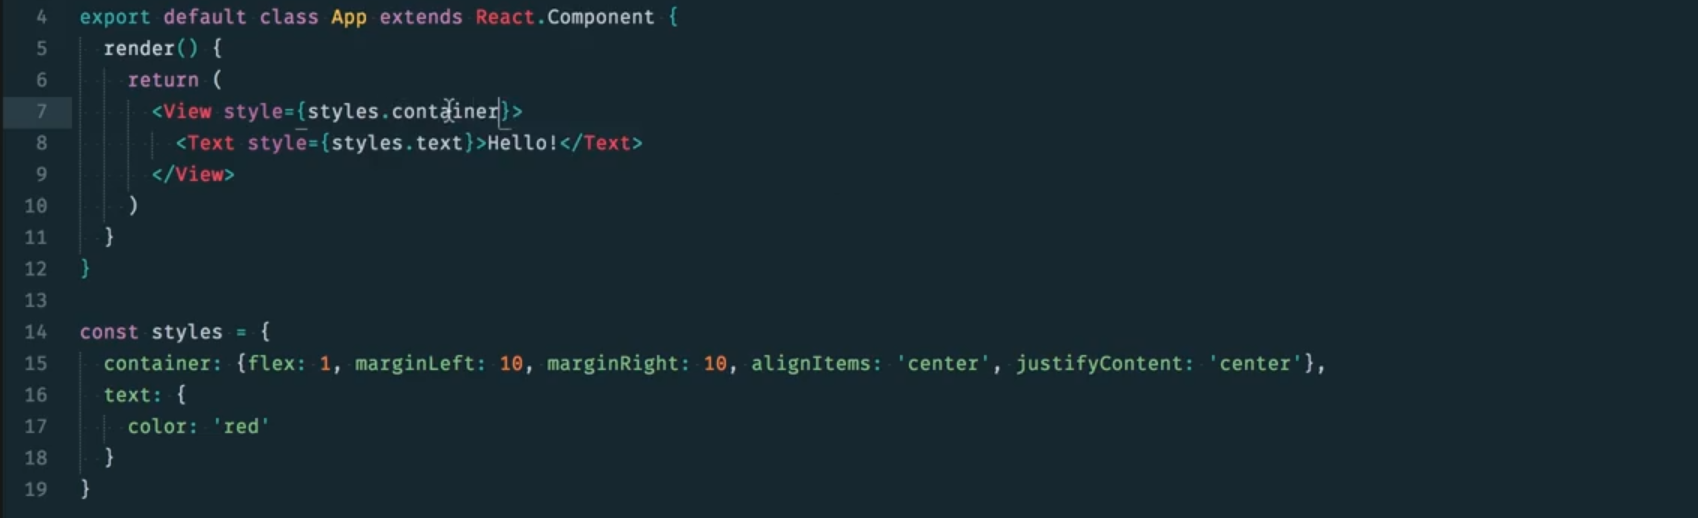 4 export default class App extends React.Component {
5 render() {
6 return (
7 <View style={styles.container}>
8 <Text style={styles.text}>Hello!</Text>
9 </View>
10 )
11 }
12 }
13
14 const styles = {
15 container: {flex: 1, marginLeft: 10, marginRight: 10, alignItems: 'center', justifyContent: 'center'},
16 text: {
17 color: 'red'
18 }
19 }